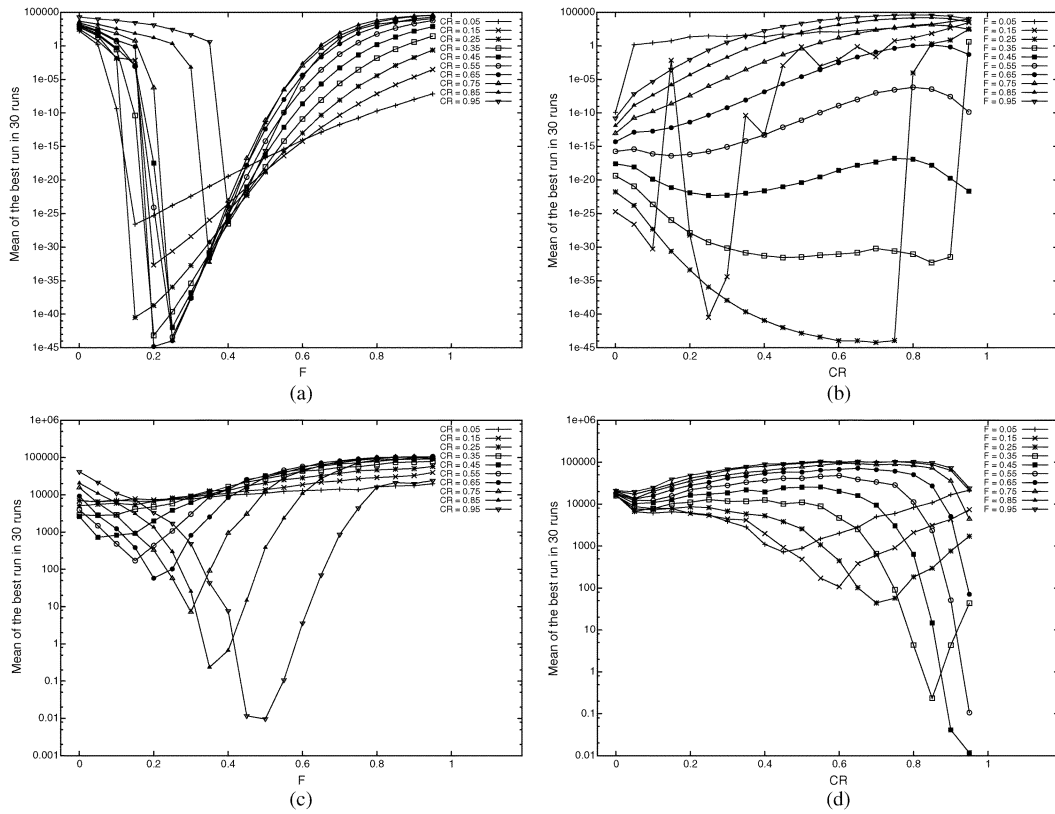 100000
1
1e-05
1e-10
1e-15
1e-20
1e-25
1e-30
1e-35
1e-40
1e-45
Mean of the best run in 30 runs
0
0.2
0.4
0.6
0.8
1
F
CR = 0.05
CR = 0.15
CR = 0.25
CR = 0.35
CR = 0.45
CR = 0.55
CR = 0.65
CR = 0.75
CR = 0.85
CR = 0.95
(a)
100000
1
1e-05
1e-10
1e-15
1e-20
1e-25
1e-30
1e-35
1e-40
1e-45
Mean of the best run in 30 runs
0
0.2
0.4
0.6
0.8
1
CR
F = 0.05
F = 0.15
F = 0.25
F = 0.35
F = 0.45
F = 0.55
F = 0.65
F = 0.75
F = 0.85
F = 0.95
(b)
1e+06
100000
10000
1000
100
10
1
0.1
0.01
0.001
Mean of the best run in 30 runs
0
0.2
0.4
0.6
0.8
1
F
CR = 0.05
CR = 0.15
CR = 0.25
CR = 0.35
CR = 0.45
CR = 0.55
CR = 0.65
CR = 0.75
CR = 0.85
CR = 0.95
(c)
1e+06
100000
10000
1000
100
10
1
0.1
0.01
Mean of the best run in 30 runs
0
0.2
0.4
0.6
0.8
1
CR
F = 0.05
F = 0.15
F = 0.25
F = 0.35
F = 0.45
F = 0.55
F = 0.65
F = 0.75
F = 0.85
F = 0.95
(d)